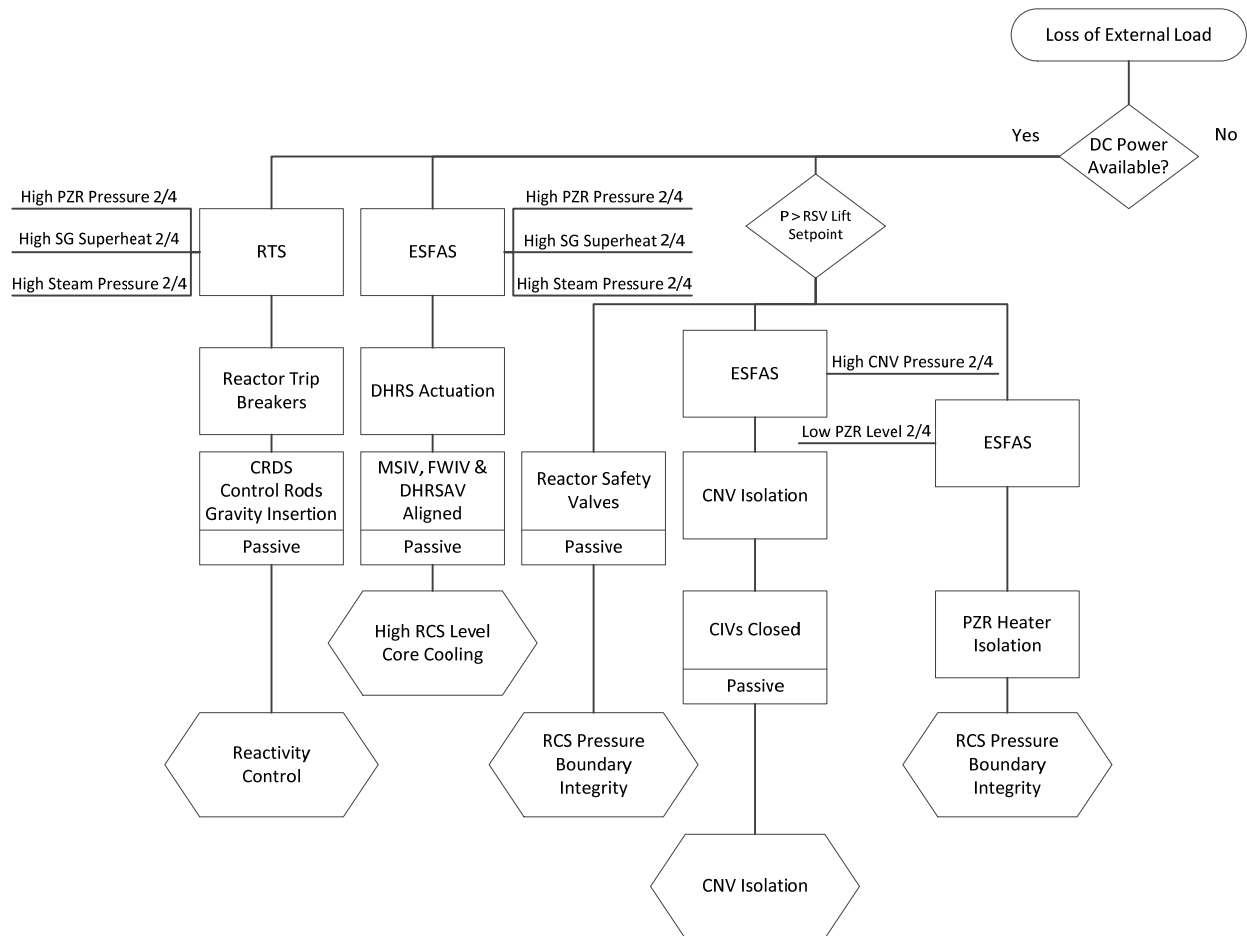 Loss of External Load
Yes
No
DC Power
Available?
High PZR Pressure 2/4
High SG Superheat 2/4
High Steam Pressure 2/4
RTS
ESFAS
High PZR Pressure 2/4
High SG Superheat 2/4
High Steam Pressure 2/4
P > RSV Lift
Setpoint
Reactor Trip
Breakers
DHRS Actuation
ESFAS
High CNV Pressure 2/4
Low PZR Level 2/4
ESFAS
CRDS
Control Rods
Gravity Insertion
Passive
MSIV, FWIV &
DHRSAV
Aligned
Passive
Reactor Safety
Valves
Passive
CNV Isolation
High RCS Level
Core Cooling
CIVs Closed
Passive
PZR Heater
Isolation
Reactivity
Control
RCS Pressure
Boundary
Integrity
RCS Pressure
Boundary
Integrity
CNV Isolation